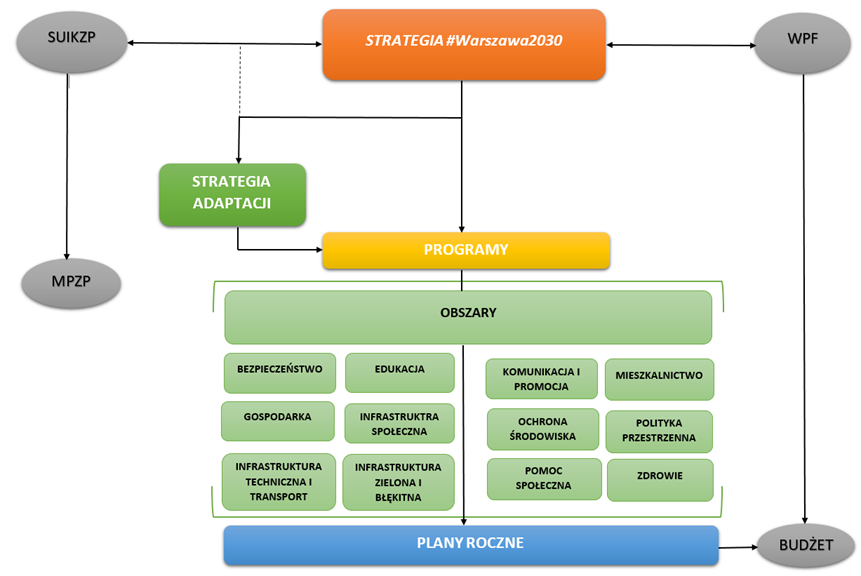 SUIKZP
STRATEGIA #Warszawa2030
WPF
STRATEGIA
ADAPTACJI
PROGRAMY
MPZP
OBSZARY
BEZPIECZEŃSTWO
EDUKACJA
KOMUNIKACJA I
PROMOCJA
MIESZKALNICTWO
GOSPODARKA
INFRASTRUKTRA
SPOŁECZNA
OCHRONA
ŚRODOWISKA
POLITYKA
PRZESTRZENNA
INFRASTRUKTURA
TECHNICZNA I
TRANSPORT
INFRASTRUKTURA
ZIELONA I
BŁĘKITNA
POMOC
SPOŁECZNA
ZDROWIE
PLANY ROCZNE
BUDŻET